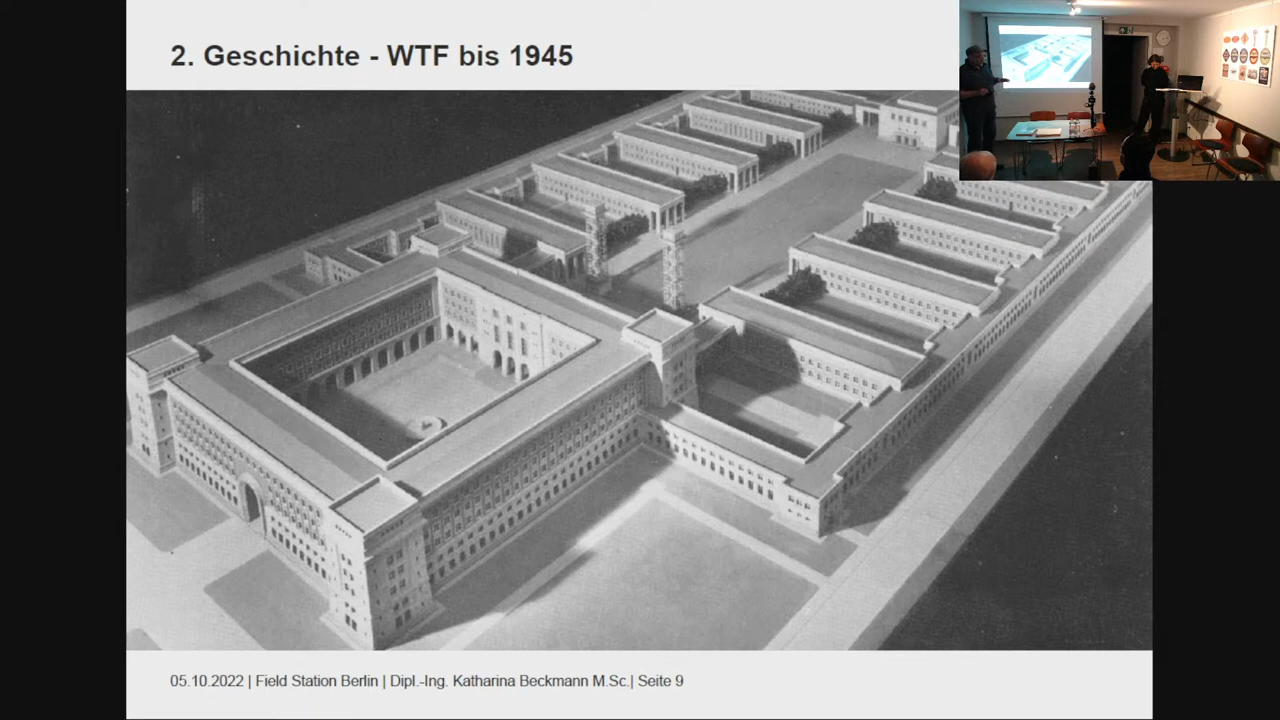 2. Geschichte - WTF bis 1945
05.10.2022 | Field Station Berlin | Dipl.-Ing. Katharina Beckmann M.Sc.| Seite 9